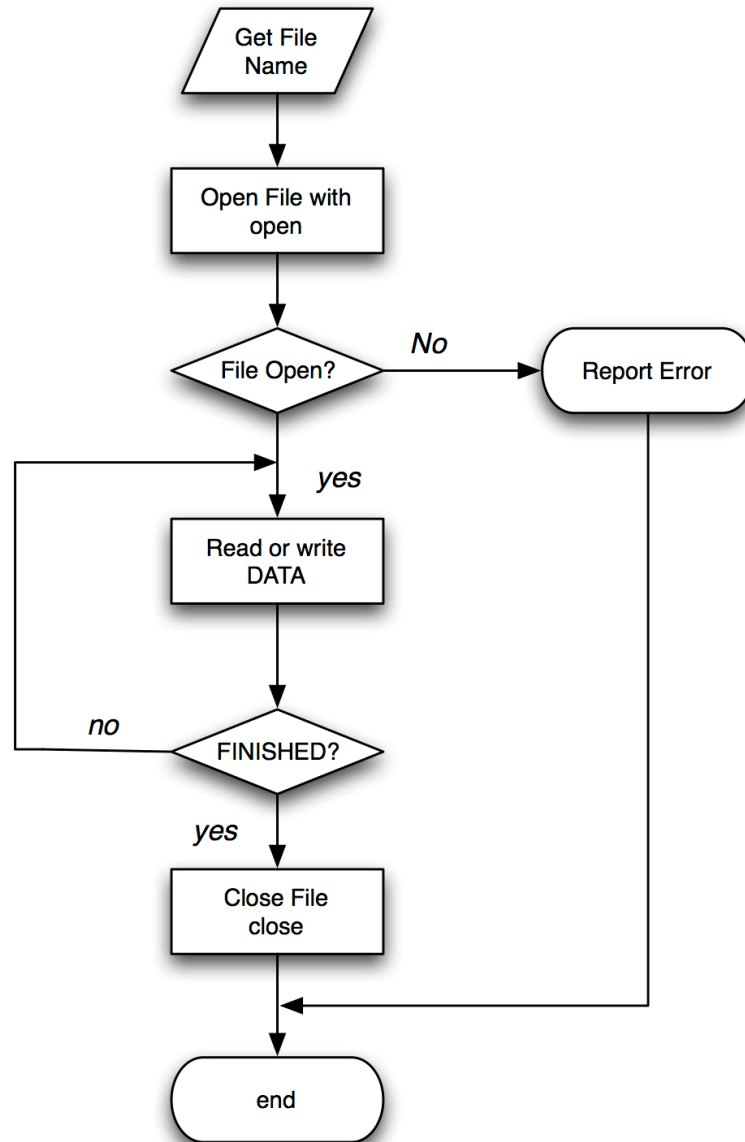 Get File
Name
Open File with
open
File Open?
No
Report Error
yes
Read or write
DATA
no
FINISHED?
yes
Close File
close
end